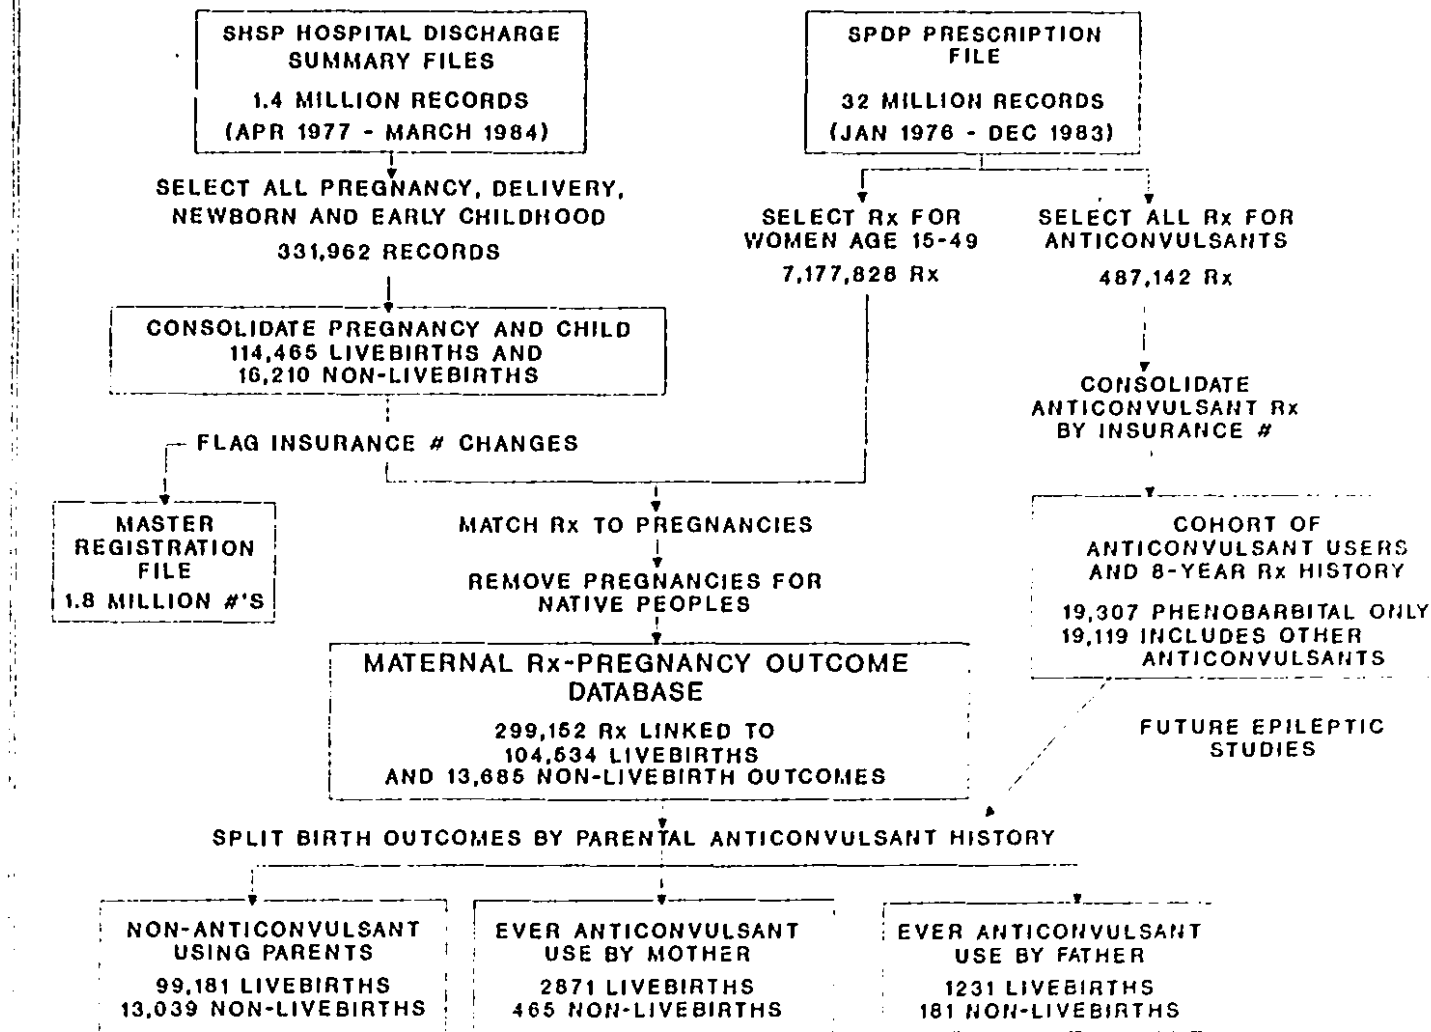 SHSP HOSPITAL DISCHARGE
SUMMARY FILES
1.4 MILLION RECORDS
(APR 1977 - MARCH 1984)
SPDP PRESCRIPTION
FILE
32 MILLION RECORDS
(JAN 1976 - DEC 1983)
SELECT ALL PREGNANCY, DELIVERY,
NEWBORN AND EARLY CHILDHOOD
331,962 RECORDS
SELECT Rx FOR
WOMEN AGE 15-49
7,177,828 Rx
SELECT ALL Rx FOR
ANTICONVULSANTS
487,142 Rx
CONSOLIDATE PREGNANCY AND CHILD
114,465 LIVEBIRTHS AND
16,210 NON-LIVEBIRTHS
CONSOLIDATE
ANTICONVULSANT Rx
BY INSURANCE #
FLAG INSURANCE # CHANGES
MASTER
REGISTRATION
FILE
1.8 MILLION #'S
MATCH Rx TO PREGNANCIES
REMOVE PREGNANCIES FOR
NATIVE PEOPLES
COHORT OF
ANTICONVULSANT USERS
AND 8-YEAR Rx HISTORY
19,307 PHENOBARBITAL ONLY
19,119 INCLUDES OTHER
ANTICONVULSANTS
MATERNAL Rx-PREGNANCY OUTCOME
DATABASE
299,152 Rx LINKED TO
104,534 LIVEBIRTHS
AND 13,685 NON-LIVEBIRTH OUTCOMES
FUTURE EPILEPTIC
STUDIES
SPLIT BIRTH OUTCOMES BY PARENTAL ANTICONVULSANT HISTORY
NON-ANTICONVULSANT
USING PARENTS
99,181 LIVEBIRTHS
13,039 NON-LIVEBIRTHS
EVER ANTICONVULSANT
USE BY MOTHER
2871 LIVEBIRTHS
465 NON-LIVEBIRTHS
EVER ANTICONVULSANT
USE BY FATHER
1231 LIVEBIRTHS
181 NON-LIVEBIRTHS